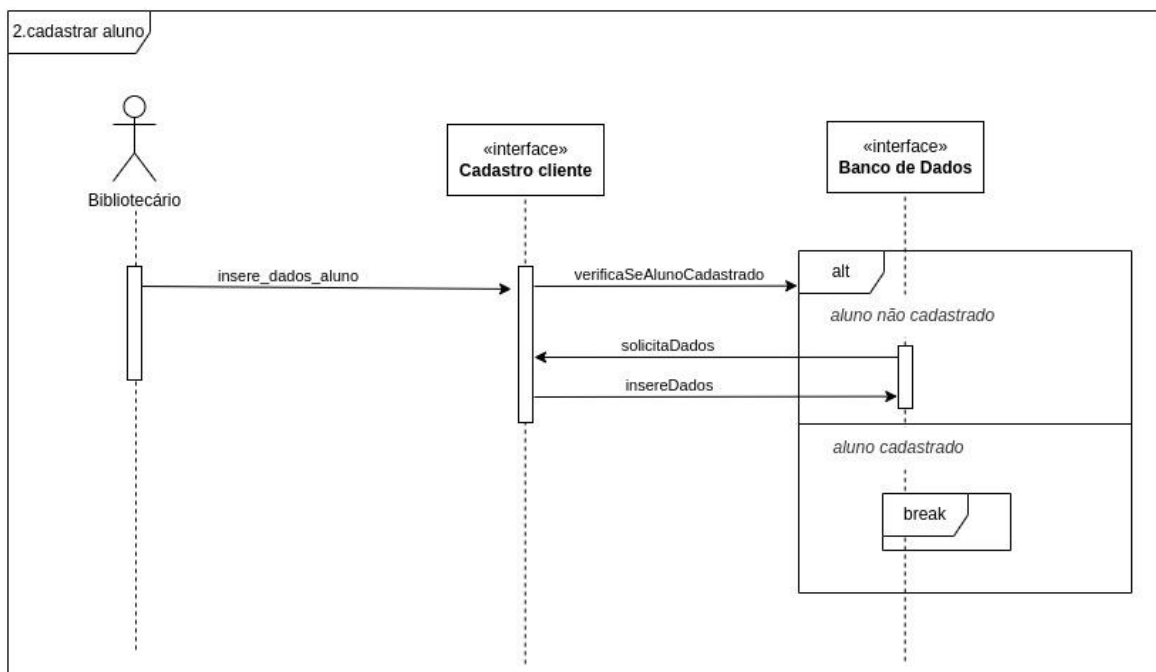 2.cadastrar aluno
Bibliotecário
«interface»
Cadastro cliente
«interface»
Banco de Dados
insere_dados_aluno
verificaSeAlunoCadastrado
alt
aluno não cadastrado
solicitaDados
insereDados
aluno cadastrado
break